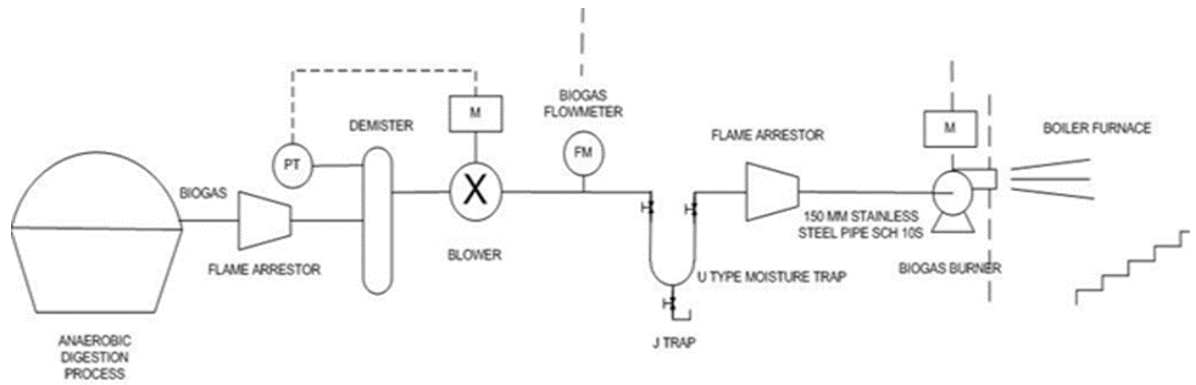 BIOGAS
FLOWMETER
M
M
DEMISTER
FLAME ARRESTOR
BOILER FURNACE
PT
FM
BIOGAS
X
150 MM STAINLESS
STEEL PIPE SCH 10S
BLOWER
FLAME ARRESTOR
U TYPE MOISTURE TRAP
BIOGAS BURNER
ANAEROBIC
DIGESTION
PROCESS
J TRAP